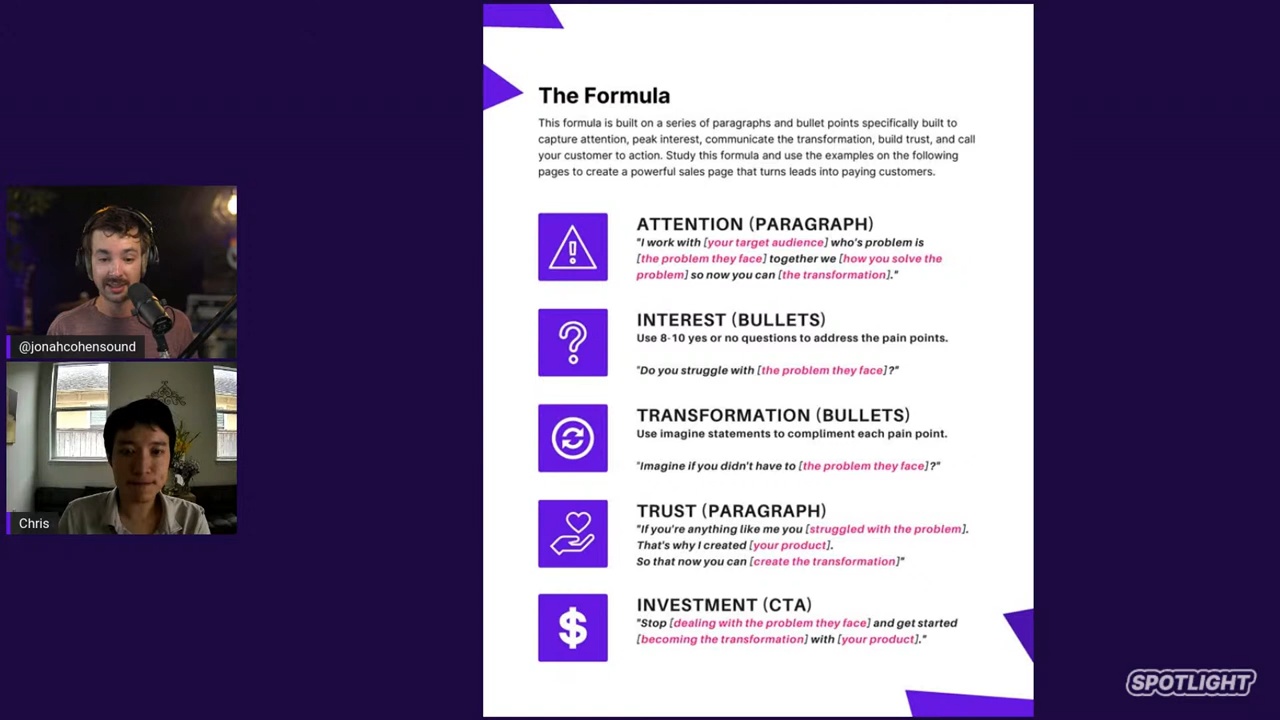 The Formula
This formula is built on a series of paragraphs and bullet points specifically built to
capture attention, peak interest, communicate the transformation, build trust, and call
your customer to action. Study this formula and use the examples on the following
pages to create a powerful sales page that turns leads into paying customers.
ATTENTION (PARAGRAPH)
"I work with [your target audience] who's problem is
[the problem they face] together we [how you solve the
problem] so now you can [the transformation]."
INTEREST (BULLETS)
Use 8-10 yes or no questions to address the pain points.
"Do you struggle with [the problem they face]?"
TRANSFORMATION (BULLETS)
Use imagine statements to compliment each pain point.
"Imagine if you didn't have to [the problem they face]?"
TRUST (PARAGRAPH)
"If you're anything like me you [struggled with the problem].
That's why I created [your product].
So that now you can [create the transformation]"
INVESTMENT (CTA)
"Stop [dealing with the problem they face] and get started
[becoming the transformation] with [your product]."
@jonahcohensound
Chris
SPOTLIGHT